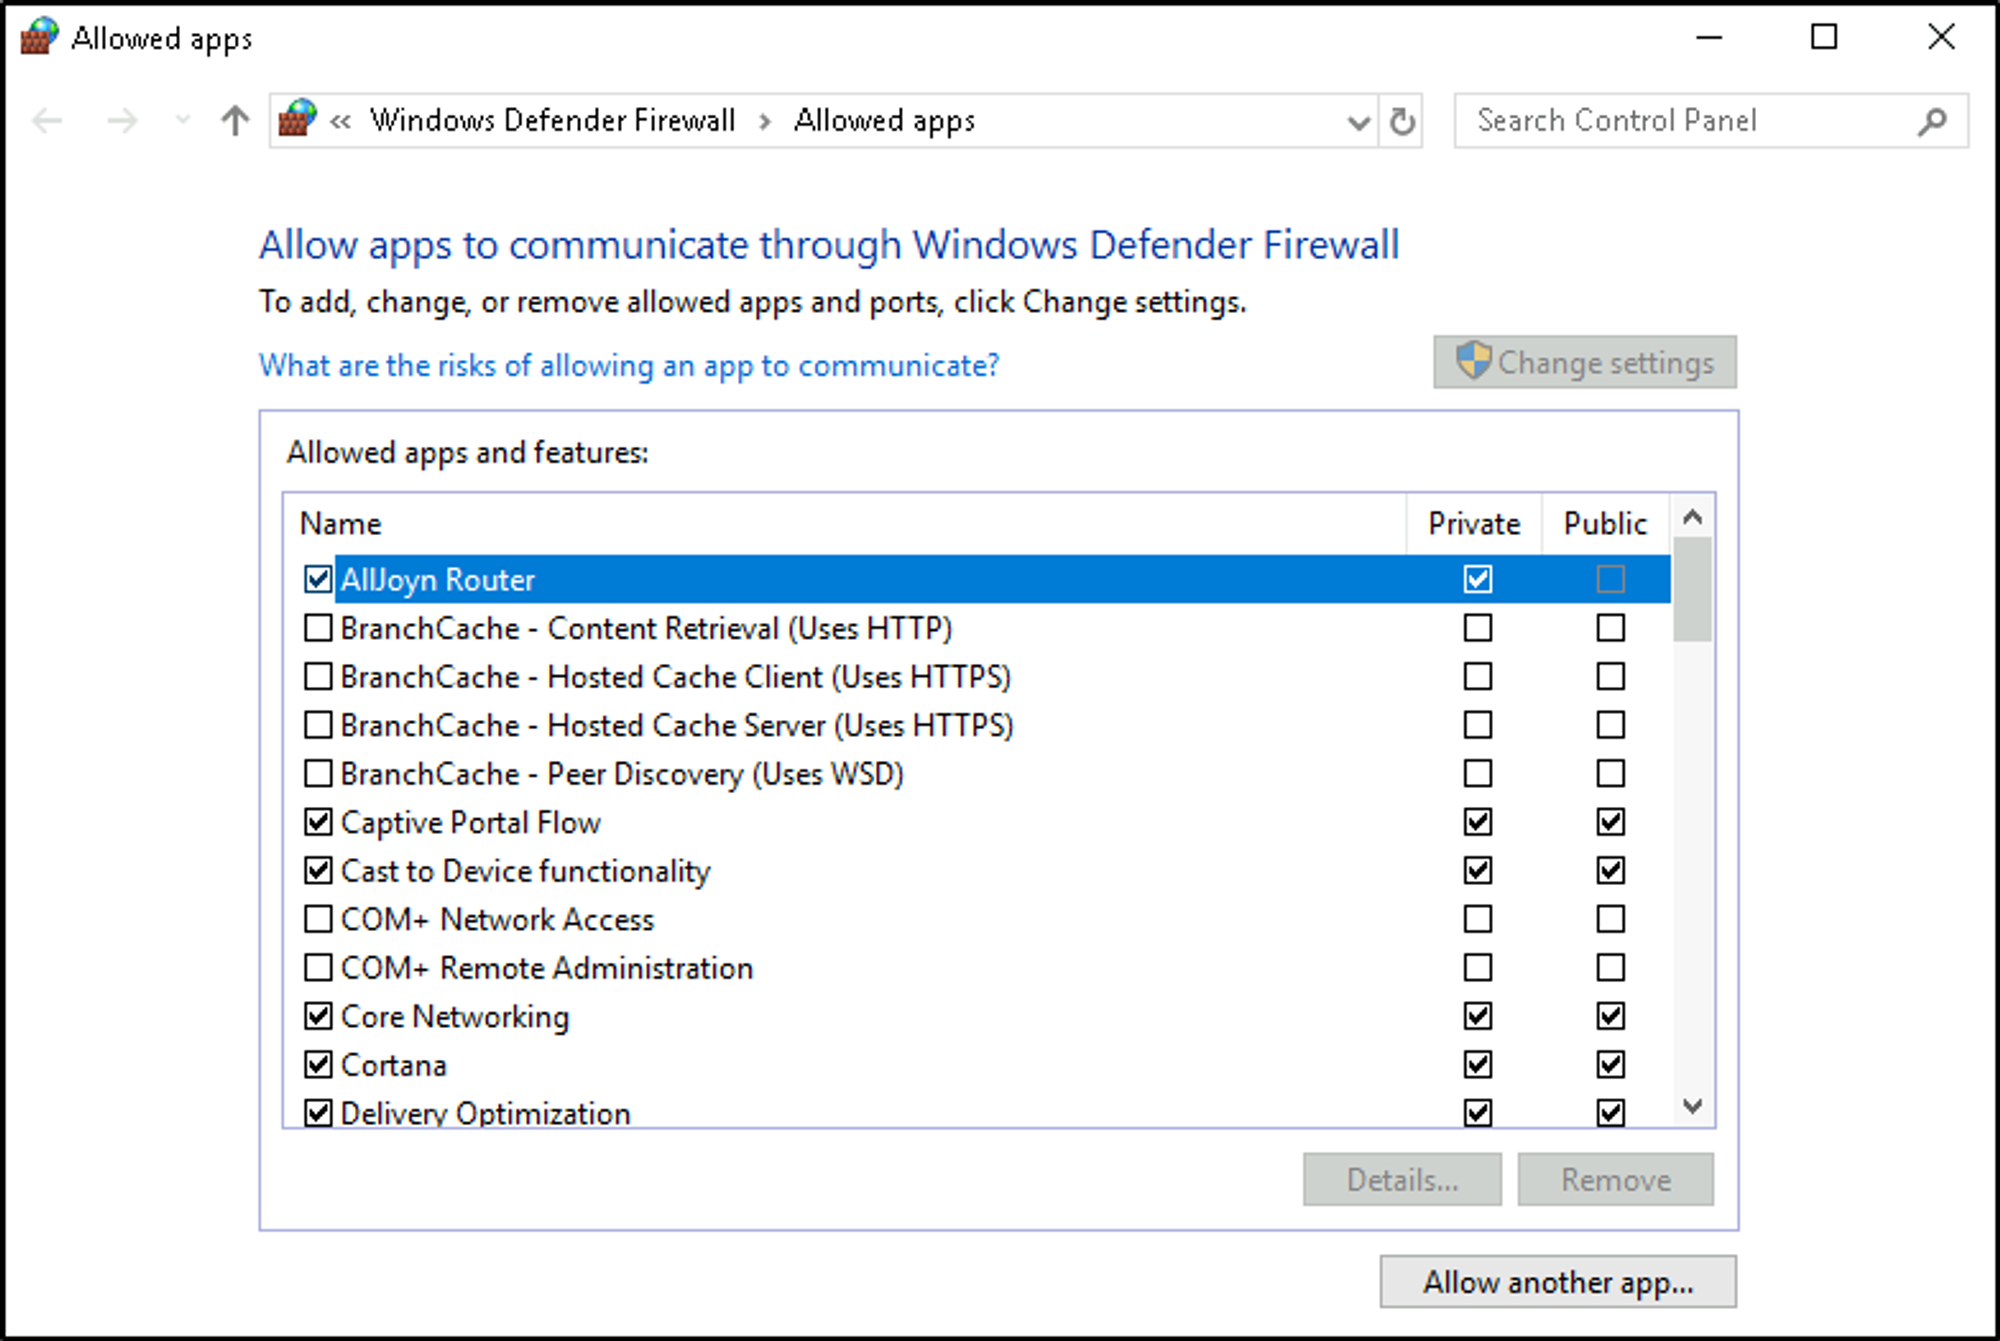 Allowed apps
« Windows Defender Firewall > Allowed apps
Search Control Panel
Allow apps to communicate through Windows Defender Firewall
To add, change, or remove allowed apps and ports, click Change settings.
What are the risks of allowing an app to communicate?
Change settings
Allowed apps and features:
Name Private Public
AllJoyn Router
BranchCache - Content Retrieval (Uses HTTP)
BranchCache - Hosted Cache Client (Uses HTTPS)
BranchCache - Hosted Cache Server (Uses HTTPS)
BranchCache - Peer Discovery (Uses WSD)
Captive Portal Flow
Cast to Device functionality
COM+ Network Access
COM+ Remote Administration
Core Networking
Cortana
Delivery Optimization
Details... Remove
Allow another app...